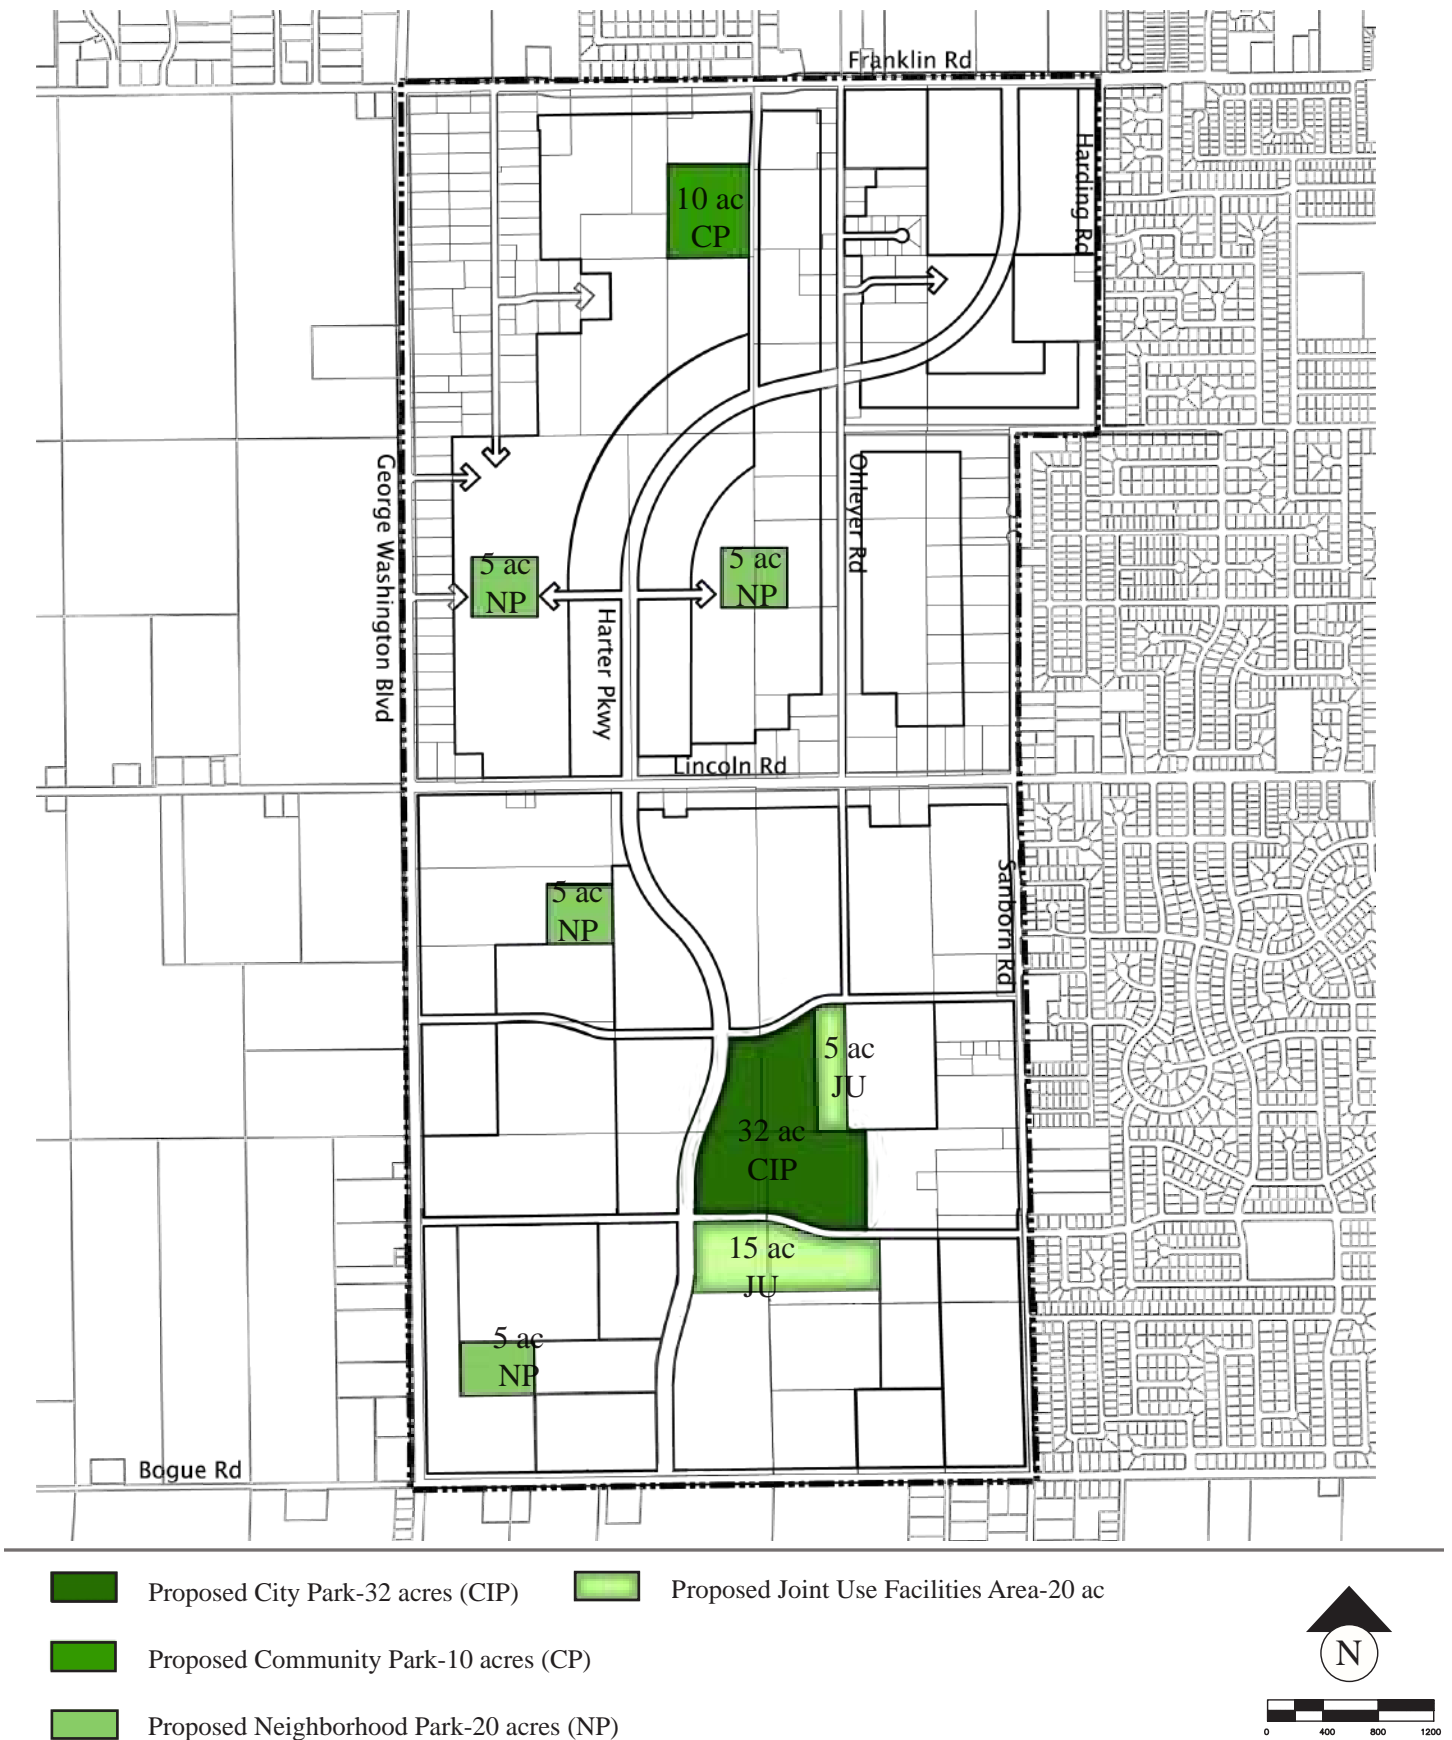 Franklin Rd
Harding Rd
10 ac
CP
George Washington Blvd
Ohleyer Rd
5 ac
NP
5 ac
NP
Harter Pkwy
Lincoln Rd
Sanborn Rd
5 ac
NP
5 ac
JU
32 ac
CIP
15 ac
JU
5 ac
NP
Bogue Rd
Proposed City Park-32 acres (CIP)
Proposed Joint Use Facilities Area-20 ac
Proposed Community Park-10 acres (CP)
Proposed Neighborhood Park-20 acres (NP)
N
0 400 800 1200